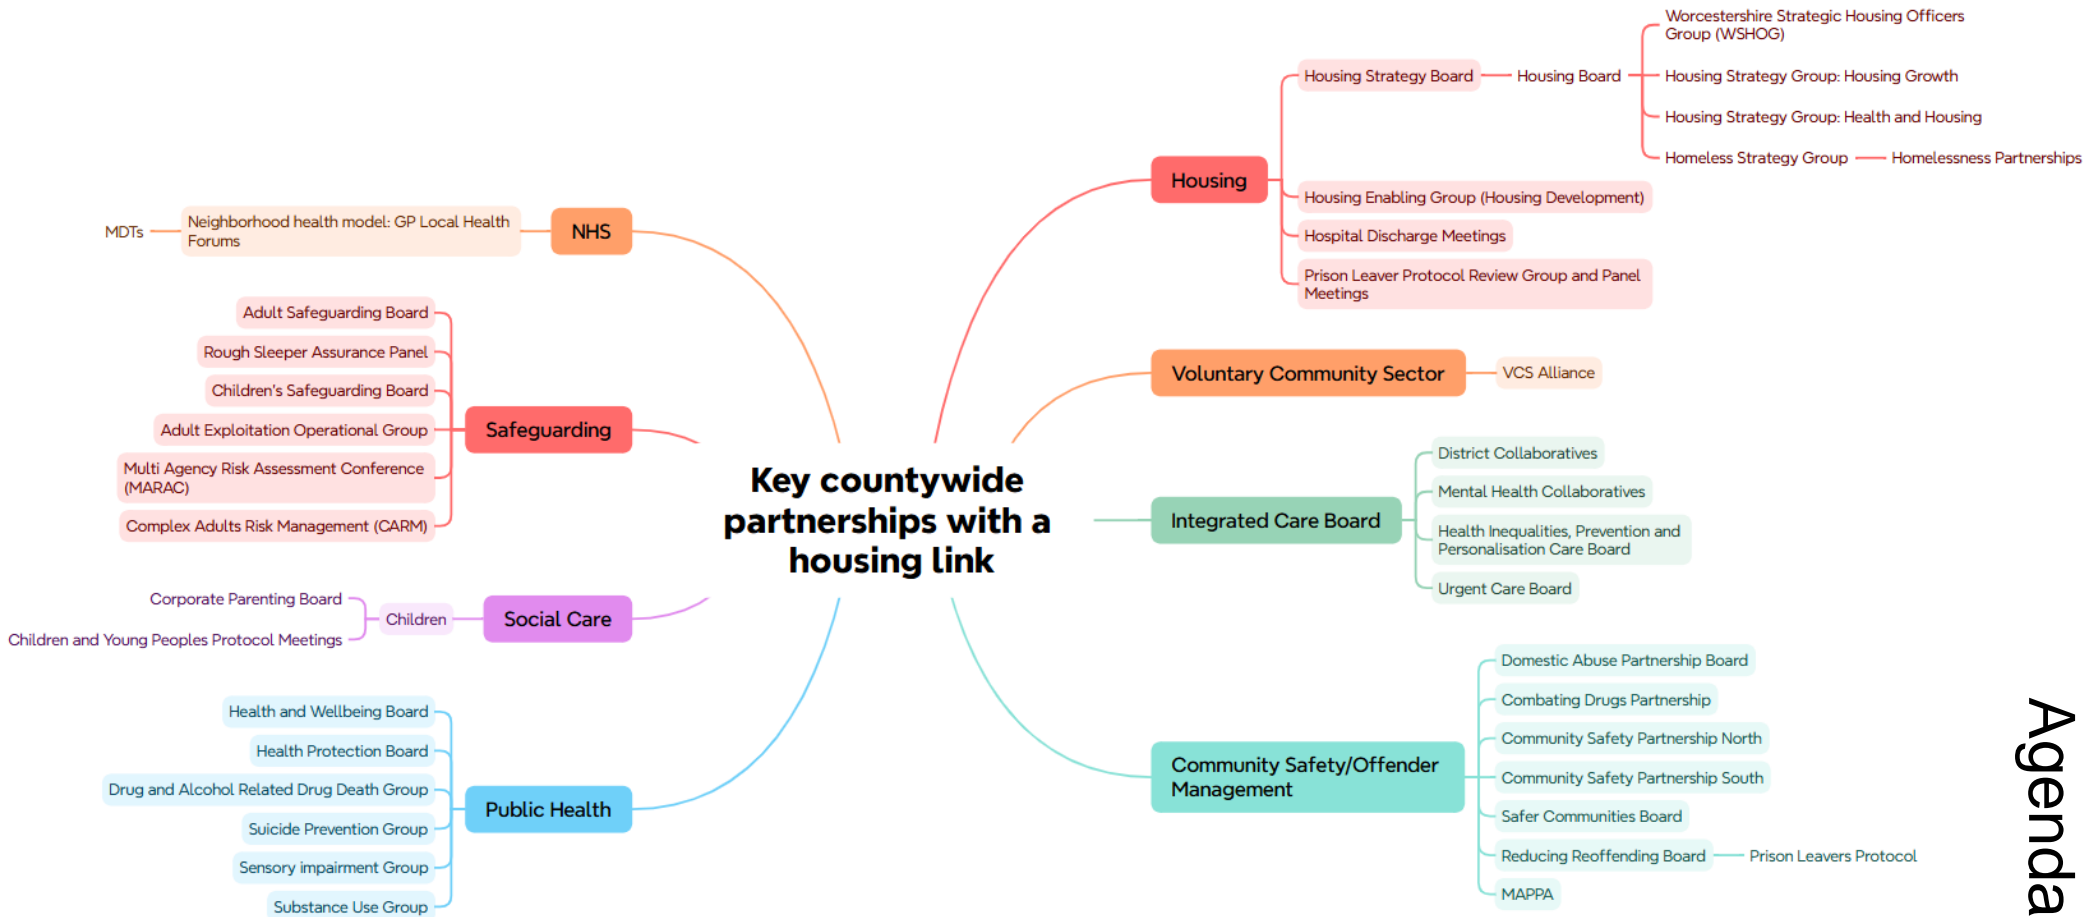 Key countywide
partnerships with a
housing link
Housing
Housing Strategy Board
Housing Board
Worcestershire Strategic Housing Officers
Group (WSHOG)
Housing Strategy Group: Housing Growth
Housing Strategy Group: Health and Housing
Homeless Strategy Group
Homelessness Partnerships
Housing Enabling Group (Housing Development)
Hospital Discharge Meetings
Prison Leaver Protocol Review Group and Panel
Meetings
Voluntary Community Sector
VCS Alliance
Integrated Care Board
District Collaboratives
Mental Health Collaboratives
Health Inequalities, Prevention and
Personalisation Care Board
Urgent Care Board
Community Safety/Offender
Management
Domestic Abuse Partnership Board
Combating Drugs Partnership
Community Safety Partnership North
Community Safety Partnership South
Safer Communities Board
Reducing Reoffending Board
Prison Leavers Protocol
MAPPA
NHS
Neighborhood health model: GP Local Health
Forums
MDTs
Safeguarding
Adult Safeguarding Board
Rough Sleeper Assurance Panel
Children's Safeguarding Board
Adult Exploitation Operational Group
Multi Agency Risk Assessment Conference
(MARAC)
Complex Adults Risk Management (CARM)
Social Care
Children
Corporate Parenting Board
Children and Young Peoples Protocol Meetings
Public Health
Health and Wellbeing Board
Health Protection Board
Drug and Alcohol Related Drug Death Group
Suicide Prevention Group
Sensory impairment Group
Substance Use Group
Agenda